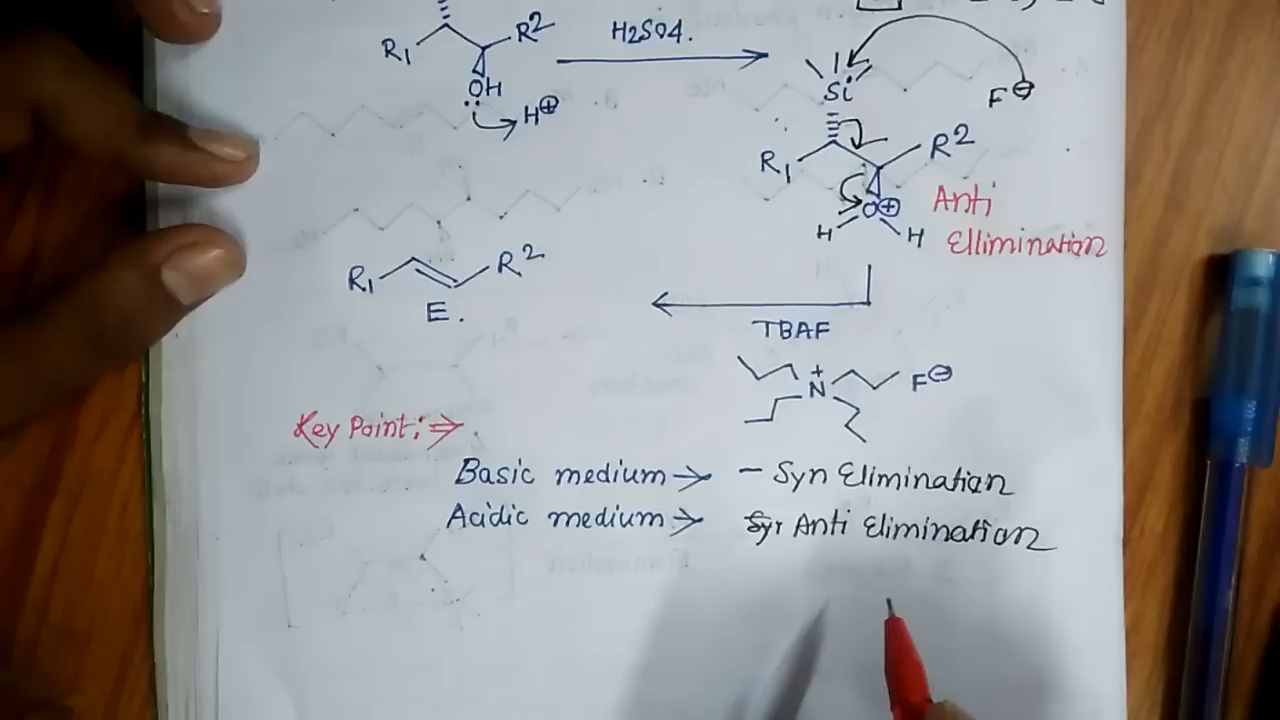 R1 R2 H2SO4.
OH
H⊕
Si
F⊖
R1 R2
O⊕
H H
Anti
Ellimination
R1 R2
E.
TBAF
+
N F⊖
Key Point:⇒
Basic medium → - Syn Elimination
Acidic medium → Anti Elimination